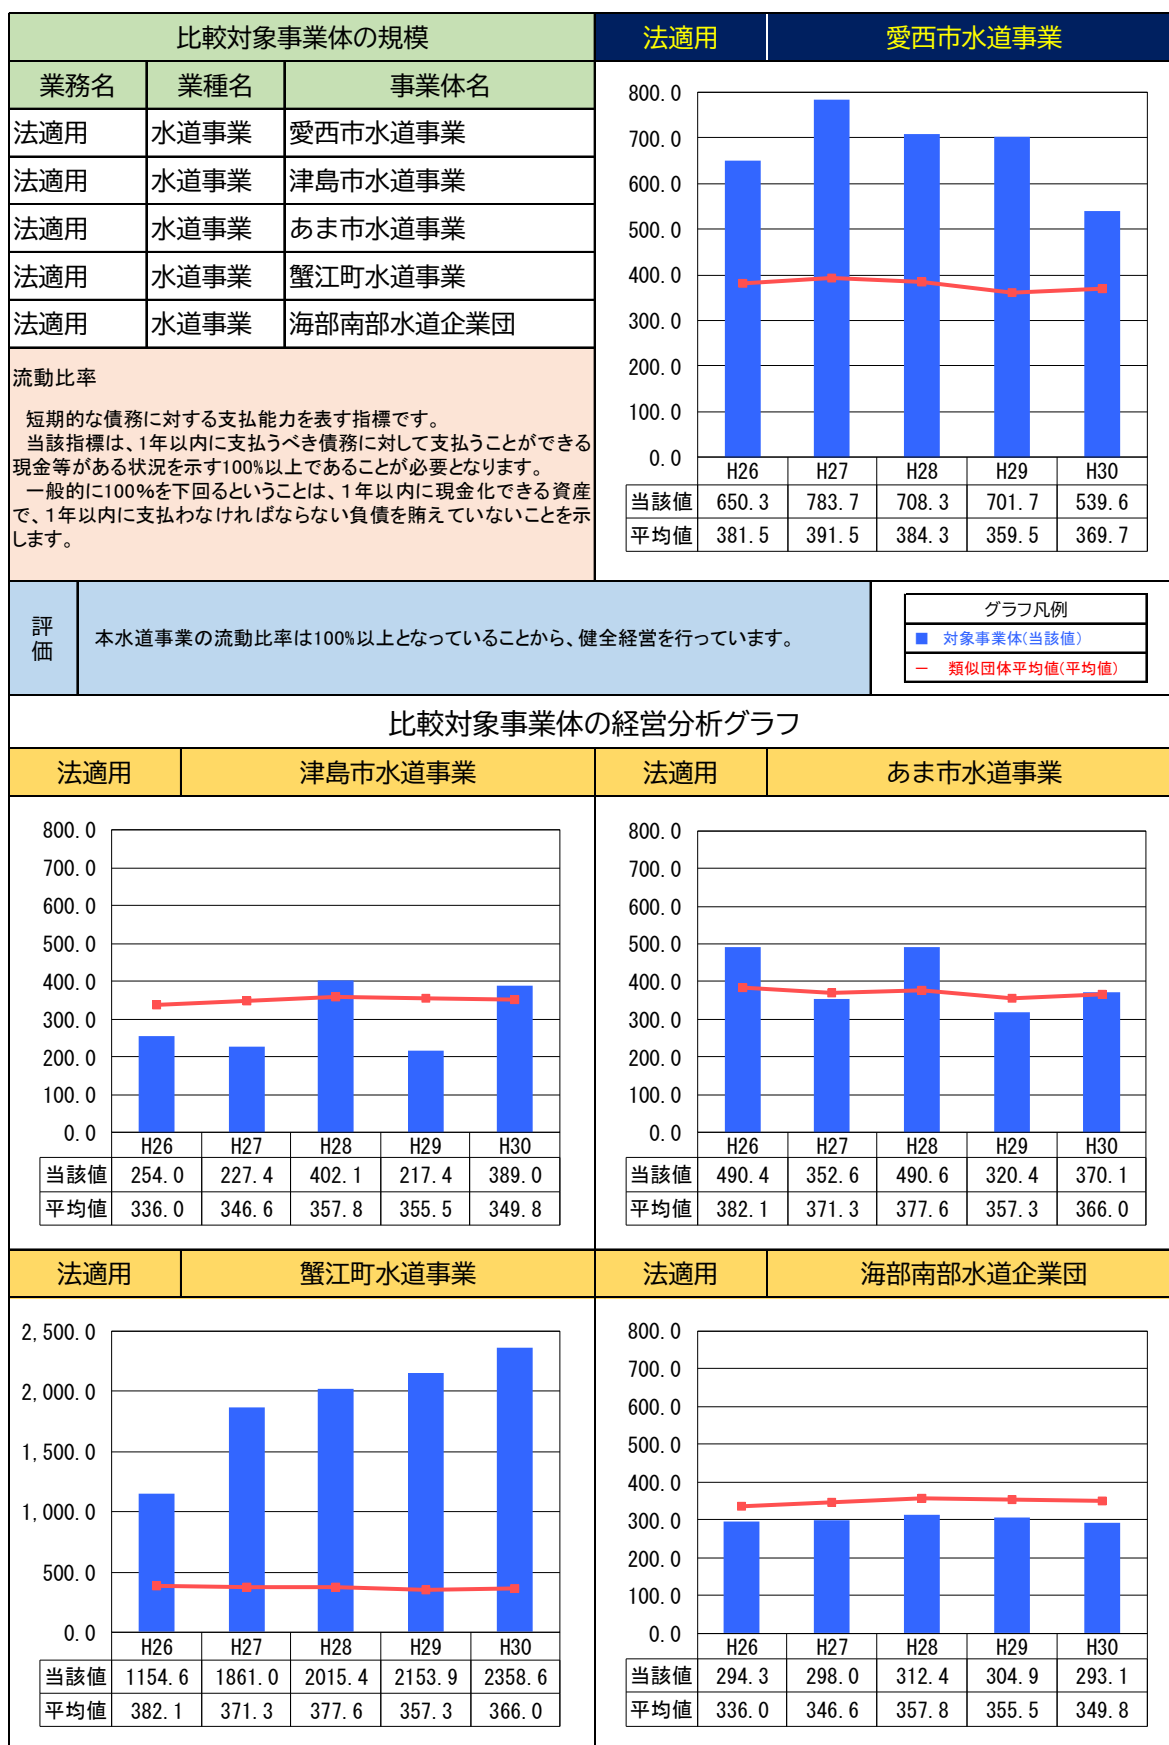 比較対象事業体の規模
業務名 業種名 事業体名
法適用 水道事業 愛西市水道事業
法適用 水道事業 津島市水道事業
法適用 水道事業 あま市水道事業
法適用 水道事業 蟹江町水道事業
法適用 水道事業 海部南部水道企業団
流動比率
短期的な債務に対する支払能力を表す指標です。
当該指標は、1年以内に支払うべき債務に対して支払うことができる
現金等がある状況を示す100%以上であることが必要となります。
一般的に100%を下回るということは、1年以内に現金化できる資産
で、1年以内に支払わなければならない負債を賄えていないことを示
します。
法適用 愛西市水道事業
800.0
700.0
600.0
500.0
400.0
300.0
200.0
100.0
0.0
H26 H27 H28 H29 H30
当該値 650.3 783.7 708.3 701.7 539.6
平均値 381.5 391.5 384.3 359.5 369.7
評価
本水道事業の流動比率は100%以上となっていることから、健全経営を行っています。
グラフ凡例
■ 対象事業体(当該値)
− 類似団体平均値(平均値)
比較対象事業体の経営分析グラフ
法適用 津島市水道事業
800.0
700.0
600.0
500.0
400.0
300.0
200.0
100.0
0.0
H26 H27 H28 H29 H30
当該値 254.0 227.4 402.1 217.4 389.0
平均値 336.0 346.6 357.8 355.5 349.8
法適用 あま市水道事業
800.0
700.0
600.0
500.0
400.0
300.0
200.0
100.0
0.0
H26 H27 H28 H29 H30
当該値 490.4 352.6 490.6 320.4 370.1
平均値 382.1 371.3 377.6 357.3 366.0
法適用 蟹江町水道事業
2,500.0
2,000.0
1,500.0
1,000.0
500.0
0.0
H26 H27 H28 H29 H30
当該値 1154.6 1861.0 2015.4 2153.9 2358.6
平均値 382.1 371.3 377.6 357.3 366.0
法適用 海部南部水道企業団
800.0
700.0
600.0
500.0
400.0
300.0
200.0
100.0
0.0
H26 H27 H28 H29 H30
当該値 294.3 298.0 312.4 304.9 293.1
平均値 336.0 346.6 357.8 355.5 349.8